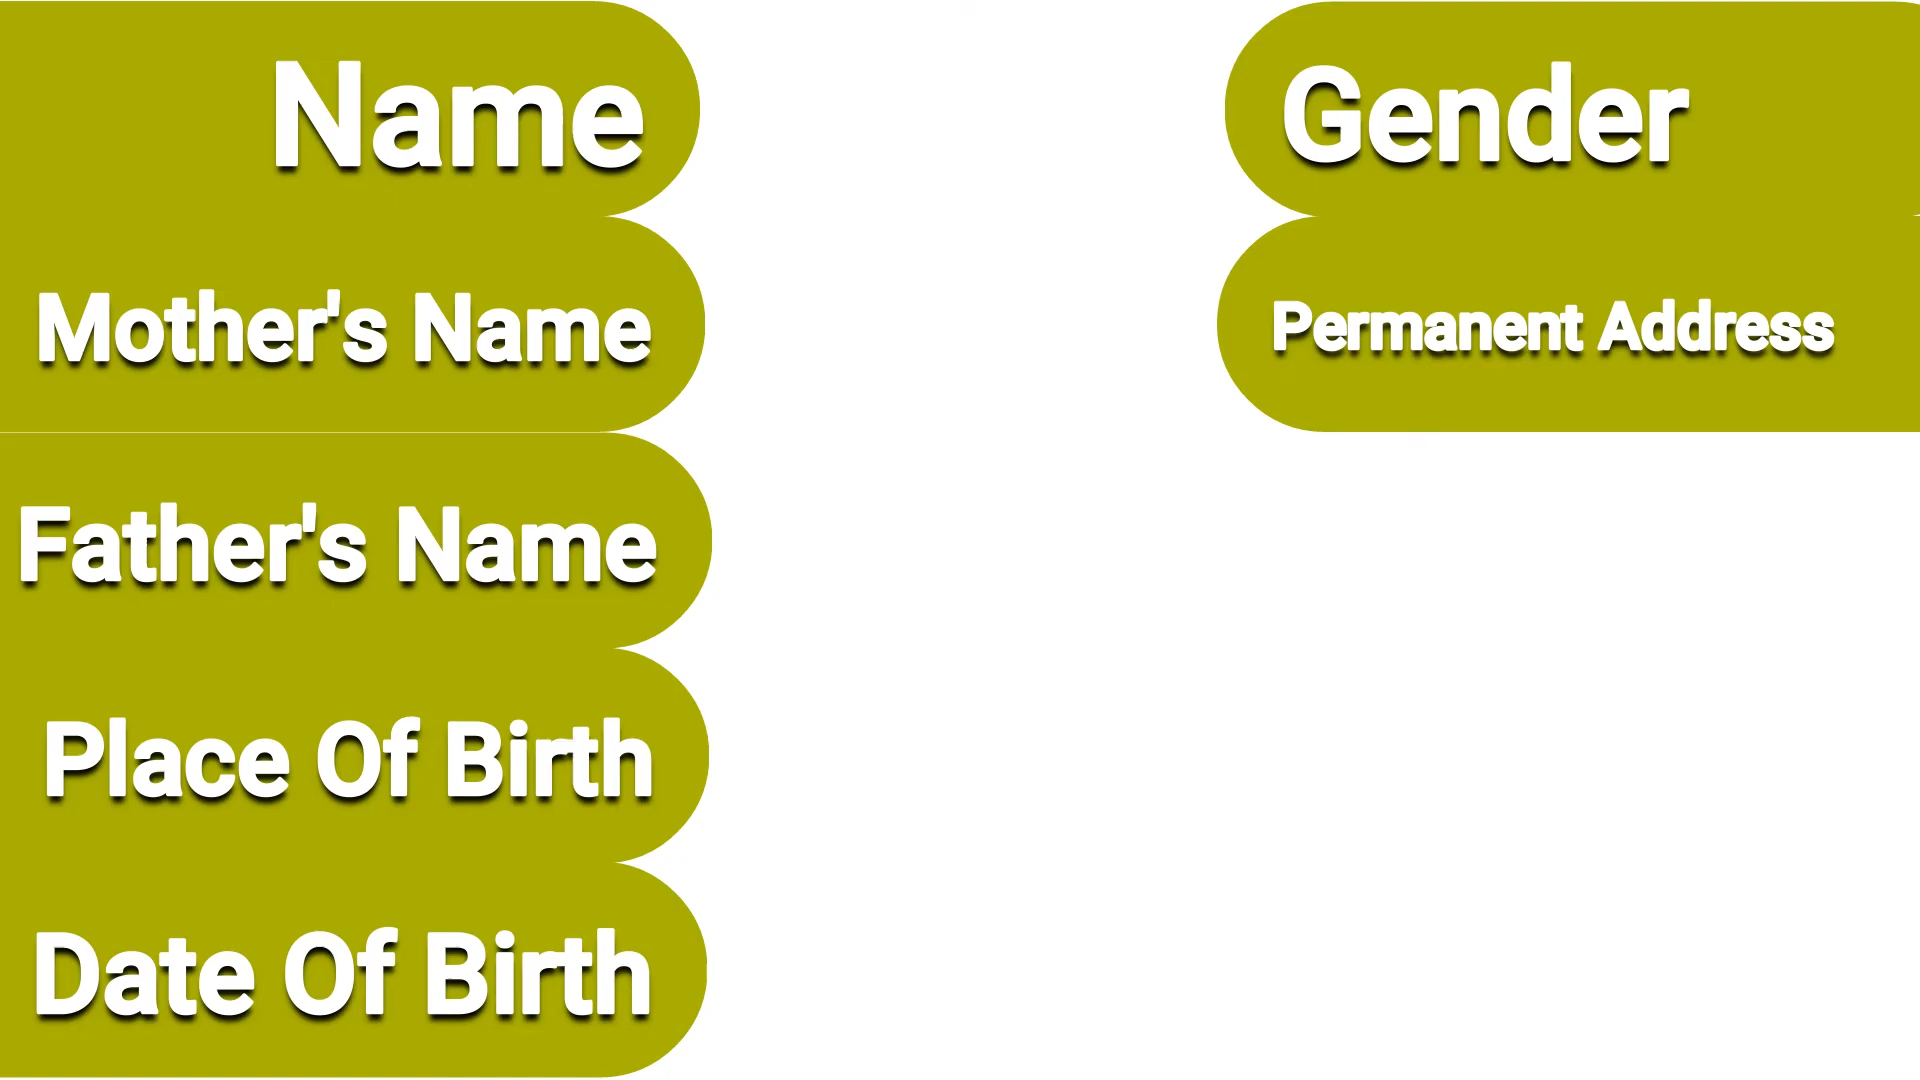 Name
Mother's Name
Father's Name
Place Of Birth
Date Of Birth
Gender
Permanent Address